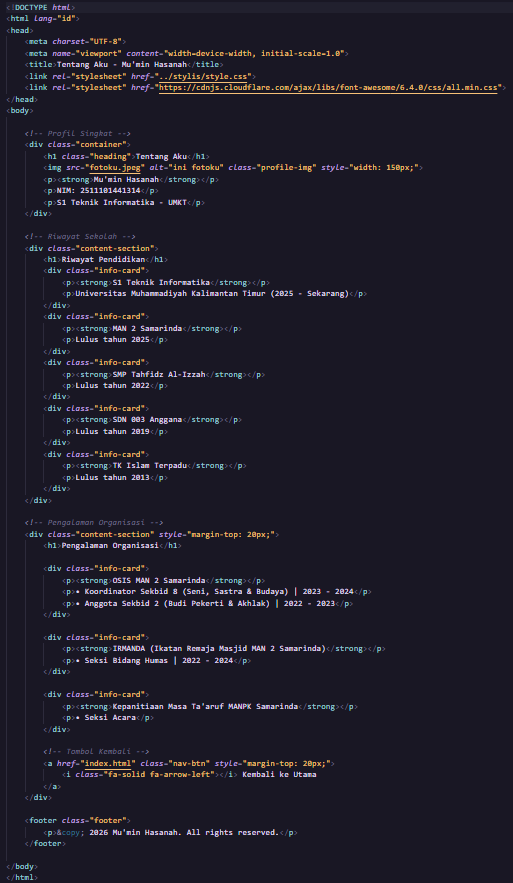 <!DOCTYPE html>
<html lang="id">
<head>
    <meta charset="UTF-8">
    <meta name="viewport" content="width=device-width, initial-scale=1.0">
    <title>Tentang Aku - Mu'min Hasanah</title>
    <link rel="stylesheet" href="../stylis/style.css">
    <link rel="stylesheet" href="https://cdnjs.cloudflare.com/ajax/libs/font-awesome/6.4.0/css/all.min.css">
</head>
<body>

    <!-- Profil Singkat -->
    <div class="container">
        <h1 class="heading">Tentang Aku</h1>
        <img src="fotoku.jpeg" alt="ini fotoku" class="profile-img" style="width: 150px;">
        <p><strong>Mu'min Hasanah</strong></p>
        <p>NIM: 2511101441314</p>
        <p>S1 Teknik Informatika - UMKT</p>
    </div>

    <!-- Riwayat Sekolah -->
    <div class="content-section">
        <h1>Riwayat Pendidikan</h1>
        <div class="info-card">
            <p><strong>S1 Teknik Informatika</strong></p>
            <p>Universitas Muhammadiyah Kalimantan Timur (2025 - Sekarang)</p>
        </div>
        <div class="info-card">
            <p><strong>MAN 2 Samarinda</strong></p>
            <p>Lulus tahun 2025</p>
        </div>
        <div class="info-card">
            <p><strong>SMP Tahfidz Al-Izzah</strong></p>
            <p>Lulus tahun 2022</p>
        </div>
        <div class="info-card">
            <p><strong>SDN 003 Anggana</strong></p>
            <p>Lulus tahun 2019</p>
        </div>
        <div class="info-card">
            <p><strong>TK Islam Terpadu</strong></p>
            <p>Lulus tahun 2013</p>
        </div>
    </div>

    <!-- Pengalaman Organisasi -->
    <div class="content-section" style="margin-top: 20px;">
        <h1>Pengalaman Organisasi</h1>

        <div class="info-card">
            <p><strong>OSIS MAN 2 Samarinda</strong></p>
            <p>• Koordinator Sekbid 8 (Seni, Sastra & Budaya) | 2023 - 2024</p>
            <p>• Anggota Sekbid 2 (Budi Pekerti & Akhlak) | 2022 - 2023</p>
        </div>

        <div class="info-card">
            <p><strong>IRMANDA (Ikatan Remaja Masjid MAN 2 Samarinda)</strong></p>
            <p>• Seksi Bidang Humas | 2022 - 2024</p>
        </div>

        <div class="info-card">
            <p><strong>Kepanitiaan Masa Ta'aruf MANPK Samarinda</strong></p>
            <p>• Seksi Acara</p>
        </div>

        <!-- Tombol Kembali -->
        <a href="index.html" class="nav-btn" style="margin-top: 20px;">
            <i class="fa-solid fa-arrow-left"></i> Kembali ke Utama
        </a>
    </div>

    <footer class="footer">
        <p>&copy; 2026 Mu'min Hasanah. All rights reserved.</p>
    </footer>

</body>
</html>